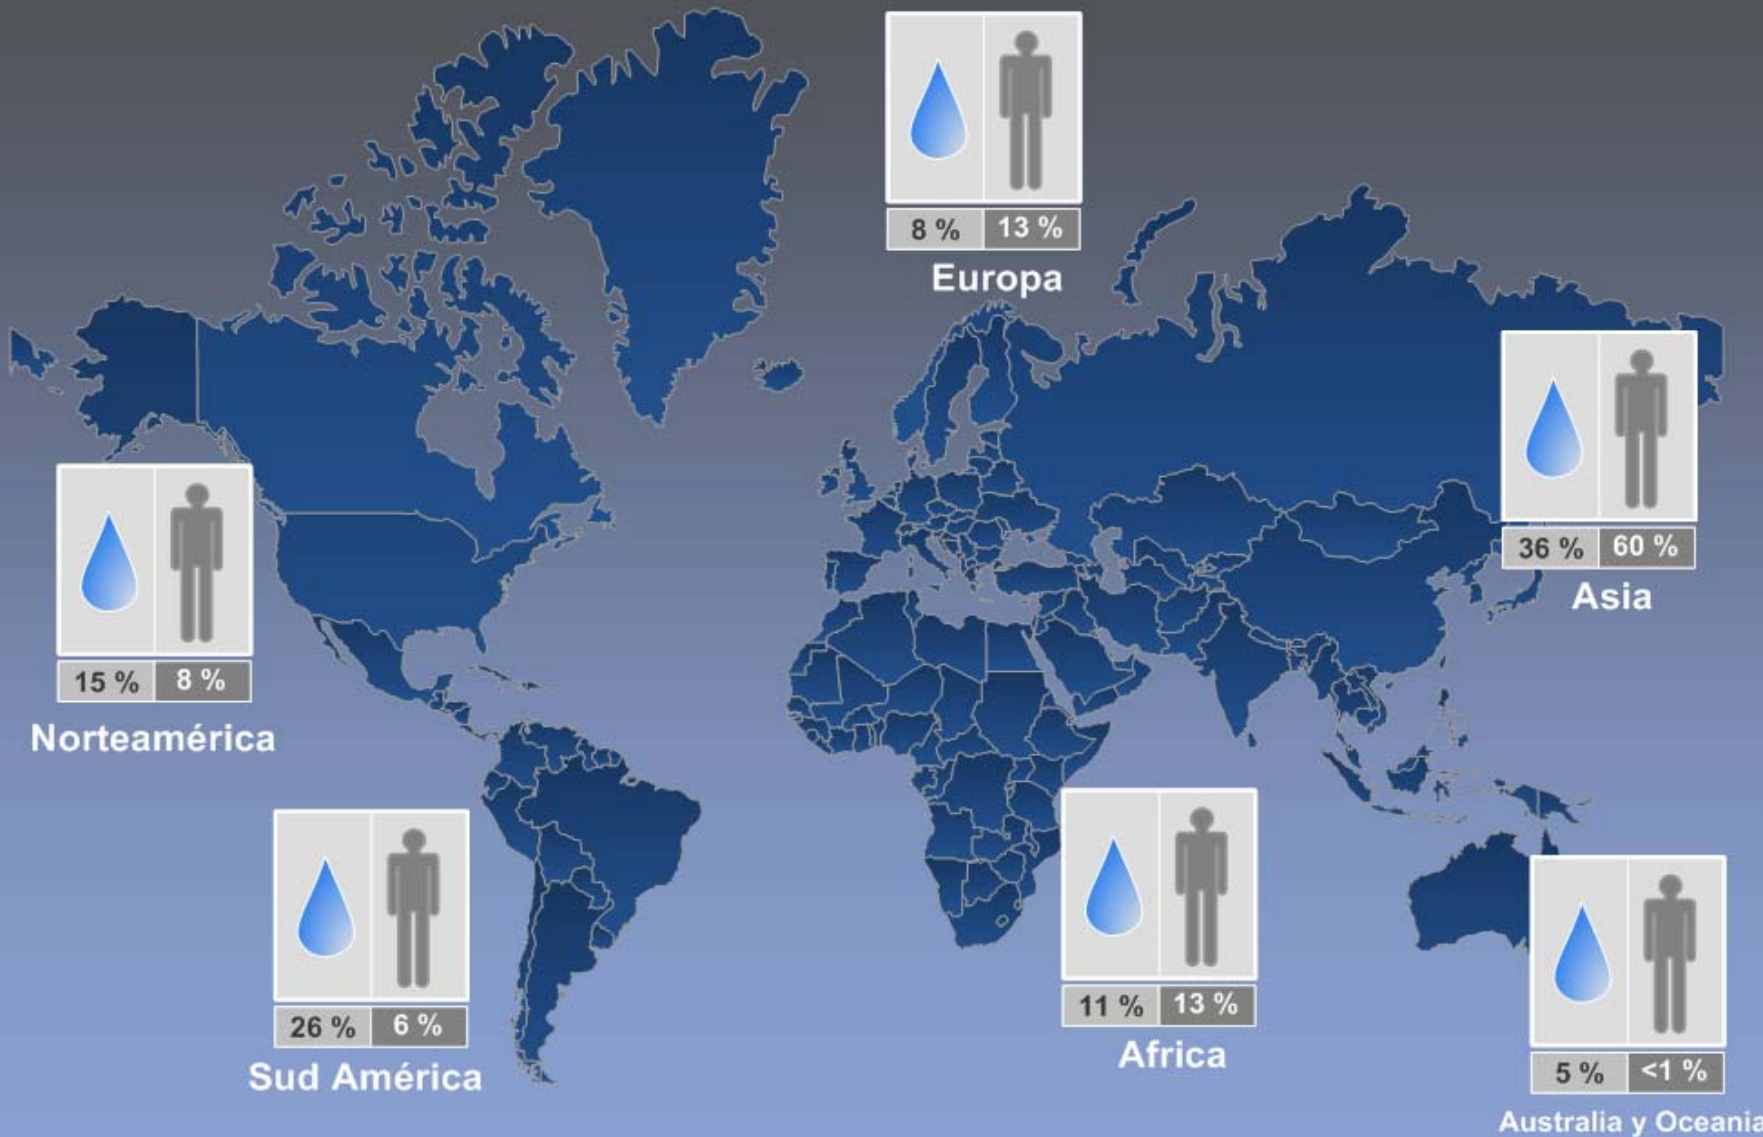 8 % 13 %
Europa
36 % 60 %
Asia
15 % 8 %
Norteamérica
26 % 6 %
Sud América
11 % 13 %
Africa
5 % <1 %
Australia y Oceania